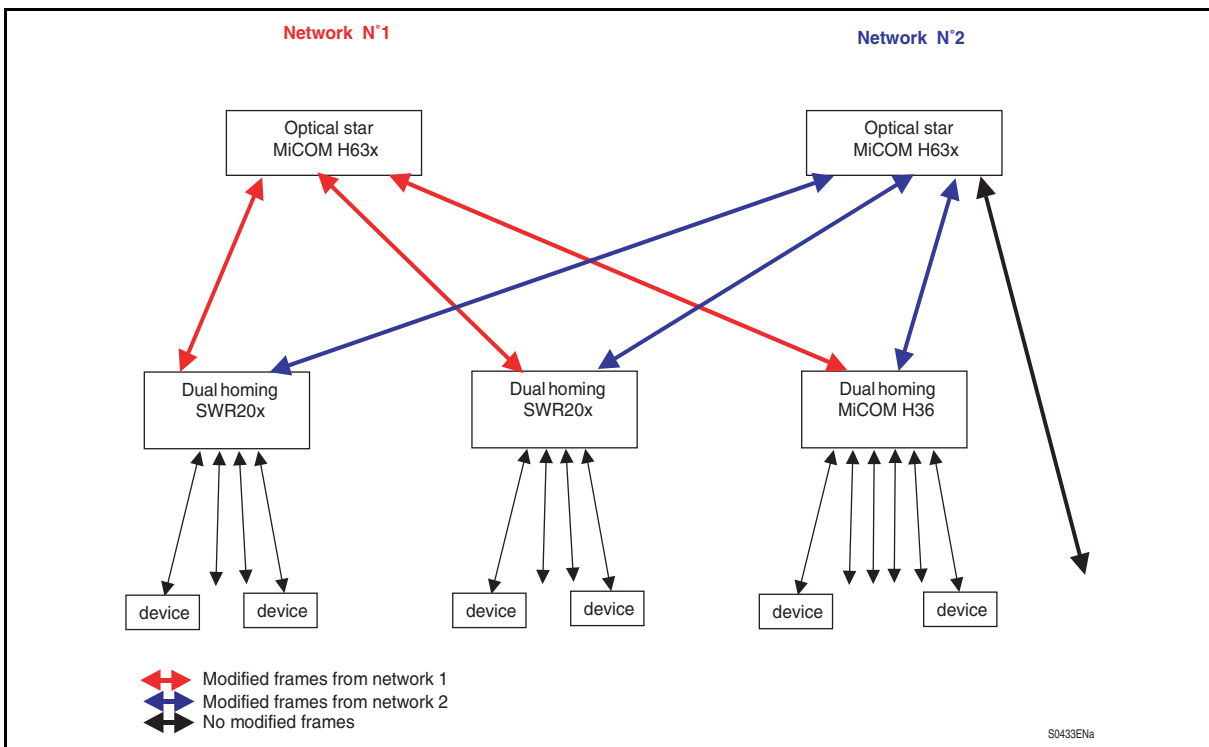 Network N°1
Network N°2
Optical star
MiCOM H63x
Optical star
MiCOM H63x
Dual homing
SWR20x
Dual homing
SWR20x
Dual homing
MiCOM H36
device
device
device
device
device
device
Modified frames from network 1
Modified frames from network 2
No modified frames
S0433ENa